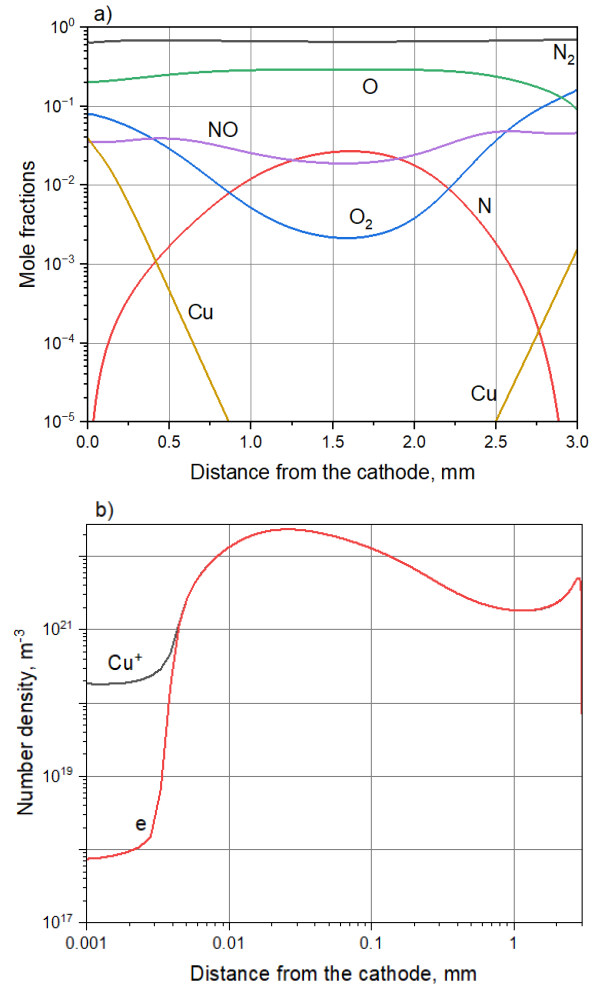 a)
10⁰
10⁻¹
10⁻²
10⁻³
10⁻⁴
10⁻⁵
Mole fractions
N₂
O
NO
O₂
N
Cu
Cu
0.0 0.5 1.0 1.5 2.0 2.5 3.0
Distance from the cathode, mm
b)
10²¹
10¹⁹
10¹⁷
Number density, m⁻³
Cu⁺
e
0.001 0.01 0.1 1
Distance from the cathode, mm